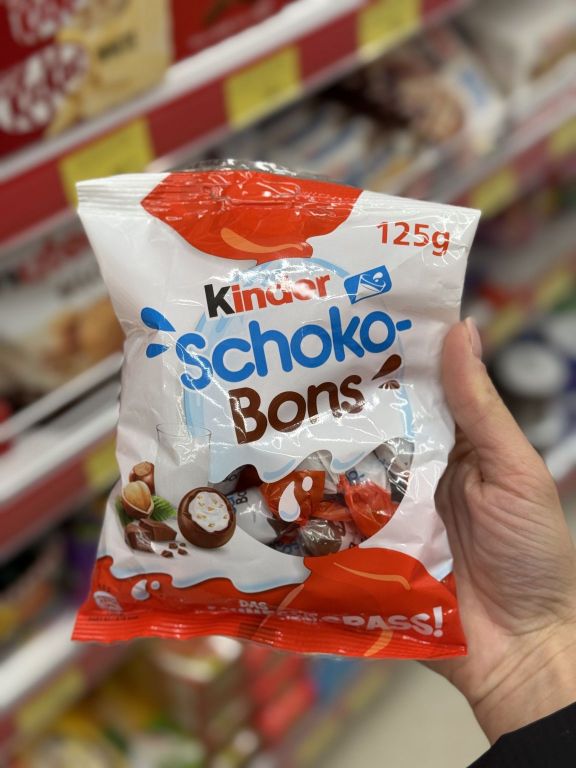 125g
Kinder
Schoko-
Bons
DAS
SPASS!